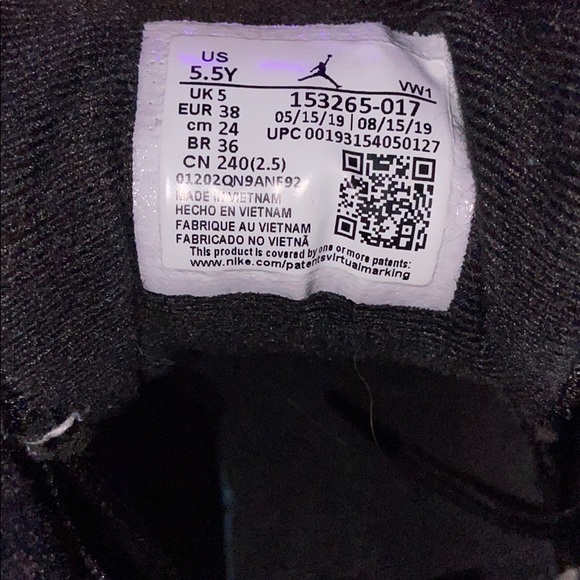 US
5.5Y
VW1
UK 5
EUR 38
cm 24
BR 36
CN 240(2.5)
153265-017
05/15/19 | 08/15/19
UPC 00193154050127
01202QN9ANF92
MADE IN VIETNAM
HECHO EN VIETNAM
FABRIQUE AU VIETNAM
FABRICADO NO VIETNÃ
This product is covered by one or more patents:
www.nike.com/patentsvirtualmarking